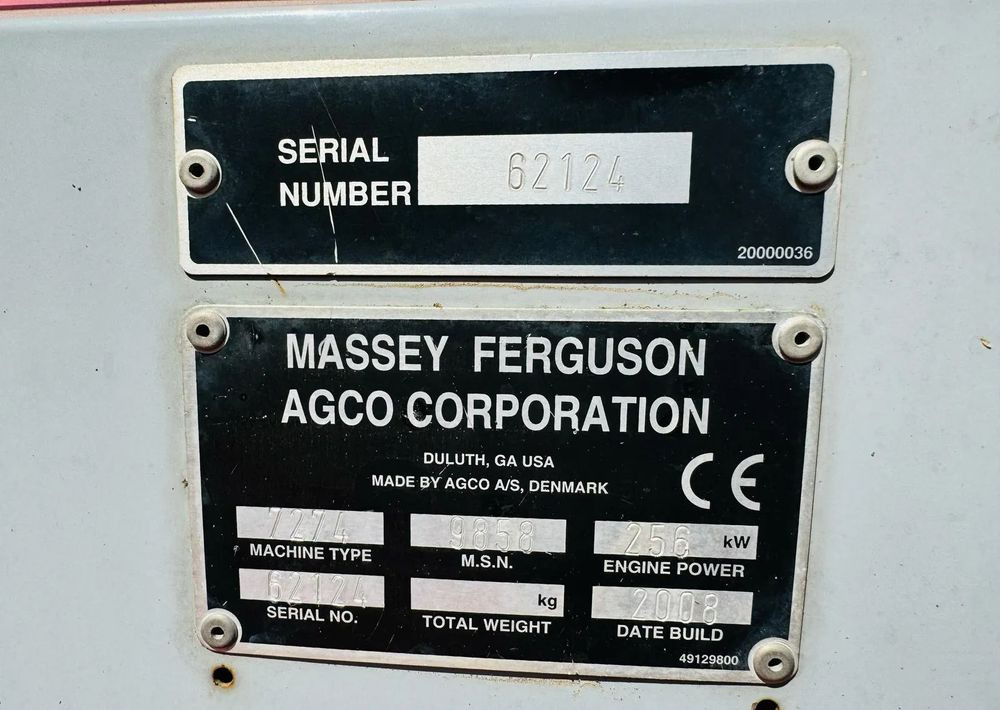 SERIAL
NUMBER 62124
20000036
MASSEY FERGUSON
AGCO CORPORATION
DULUTH, GA USA
MADE BY AGCO A/S, DENMARK
CE
7274 9858 256 kW
MACHINE TYPE M.S.N. ENGINE POWER
62124 kg 2008
SERIAL NO. TOTAL WEIGHT DATE BUILD
49129800